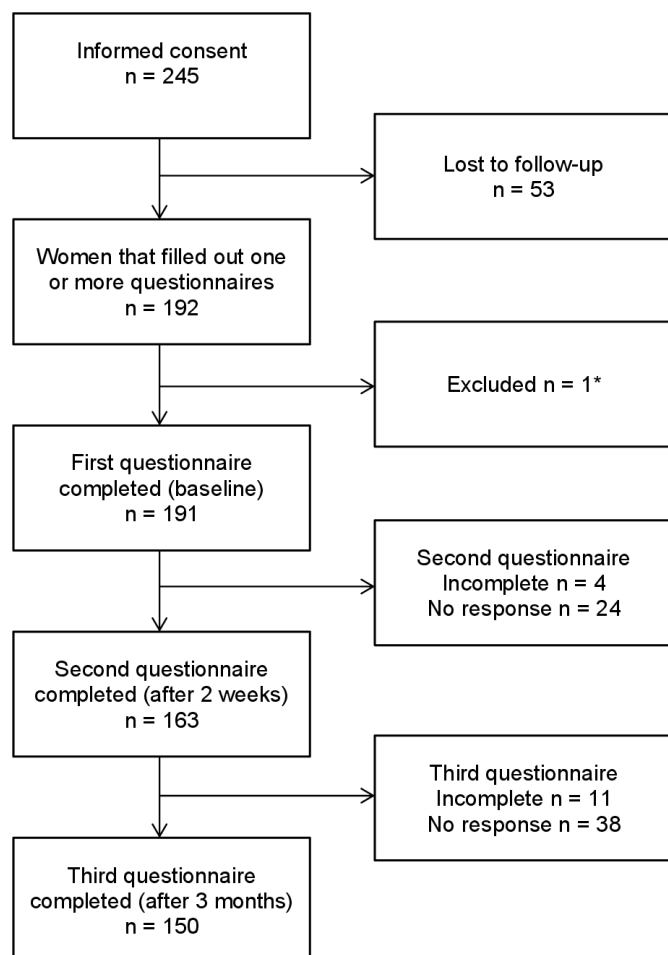 Informed consent
n = 245
Lost to follow-up
n = 53
Women that filled out one
or more questionnaires
n = 192
Excluded n = 1*
First questionnaire
completed (baseline)
n = 191
Second questionnaire
Incomplete n = 4
No response n = 24
Second questionnaire
completed (after 2 weeks)
n = 163
Third questionnaire
Incomplete n = 11
No response n = 38
Third questionnaire
completed (after 3 months)
n = 150